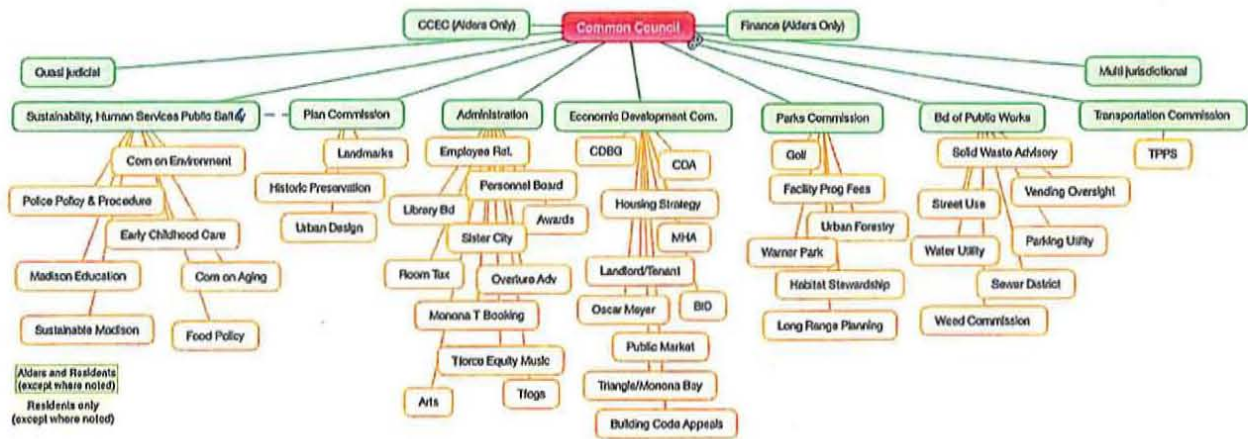 CCEC (Alders Only)
Common Council
Finance (Alders Only)
Quasi judicial
Multi jurisdictional
Sustainability, Human Services Public Safty
Plan Commission
Administration
Economic Development Com.
Parks Commission
Bd of Public Works
Transportation Commission
Com on Environment
Police Policy & Procedure
Early Childhood Care
Madison Education
Com on Aging
Sustainable Madison
Food Policy
Landmarks
Historic Preservation
Urban Design
Employee Rel.
Personnel Board
Library Bd
Awards
Sister City
Room Tax
Overture Adv
Monona T Booking
Tforce Equity Music
Arts
Tfogs
CDBG
CDA
Housing Strategy
MHA
Landlord/Tenant
Oscar Meyer
BID
Public Market
Triangle/Monona Bay
Building Code Appeals
Golf
Facility Prog Fees
Urban Forestry
Warner Park
Habitat Stewardship
Long Range Planning
Solid Waste Advisory
Vending Oversight
Street Use
Parking Utility
Water Utility
Sewer District
Weed Commission
TPPS
Alders and Residents
(except where noted)
Residents only
(except where noted)